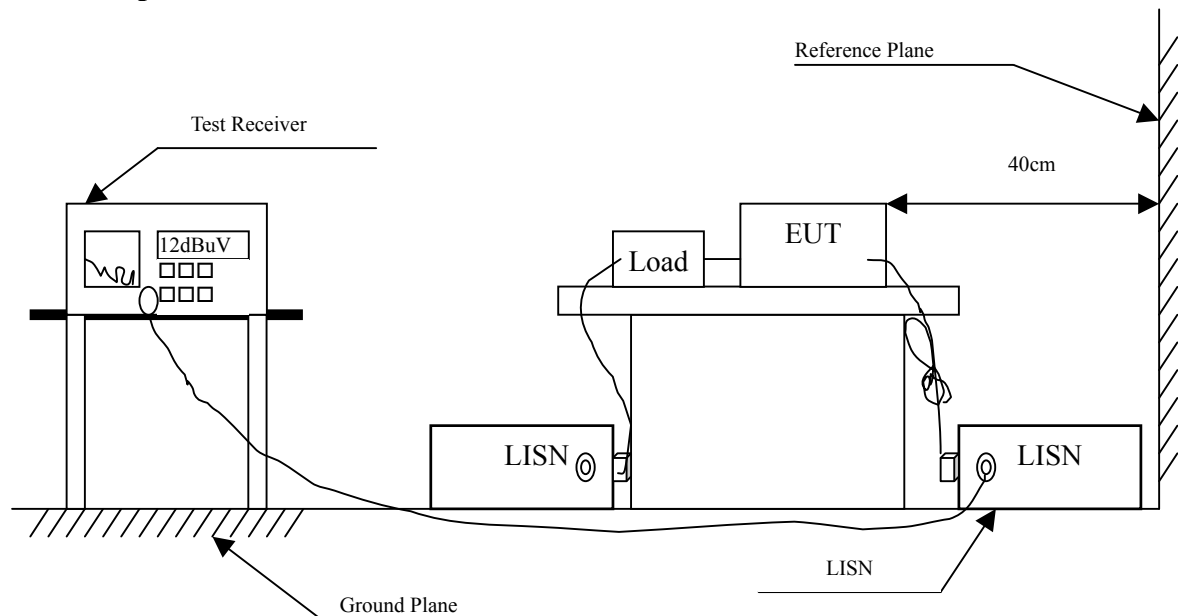 Reference Plane
Test Receiver
40cm
12dBuV
EUT
Load
LISN
LISN
LISN
Ground Plane